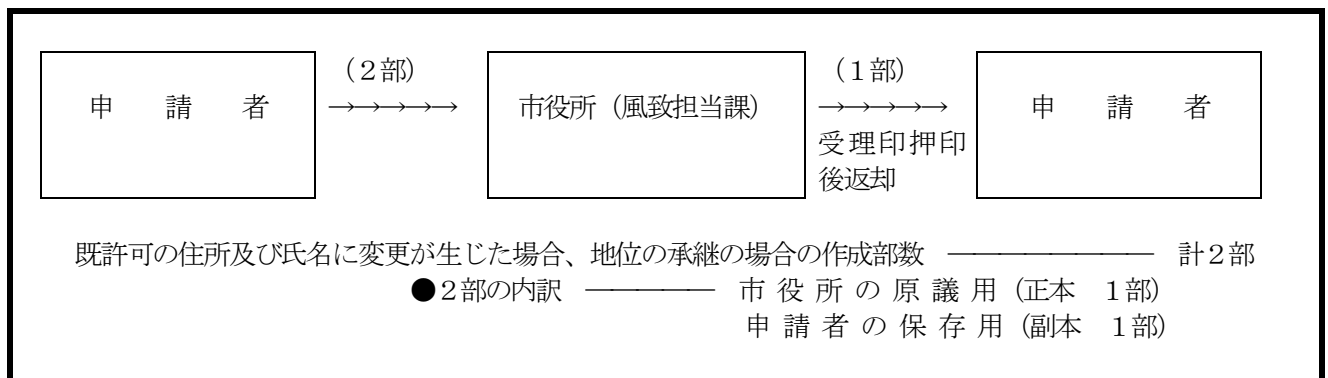 （２部） （１部）
申　請　者 →→→→→ 市役所（風致担当課） →→→→→ 申　請　者
受理印押印
後返却
既許可の住所及び氏名に変更が生じた場合、地位の承継の場合の作成部数 ―――――――― 計２部
●２部の内訳 ――――― 市役所の原議用（正本　１部）
申請者の保存用（副本　１部）